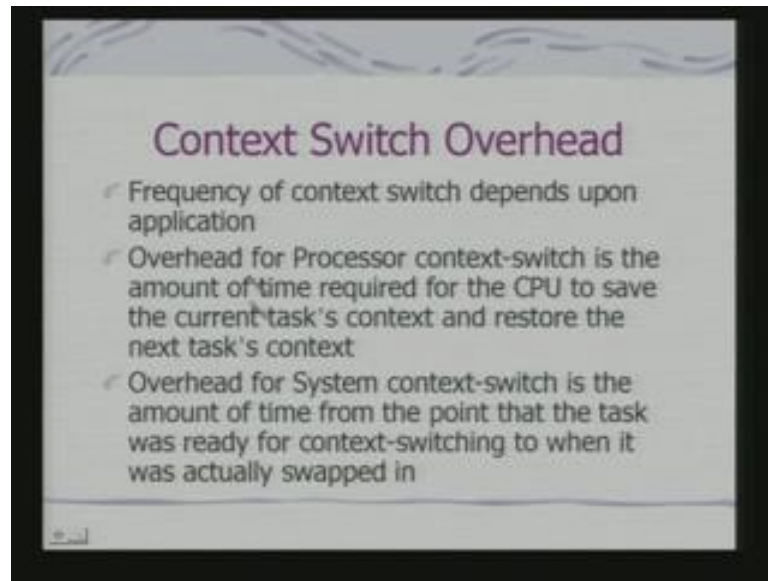 Context Switch Overhead
Frequency of context switch depends upon
application
Overhead for Processor context-switch is the
amount of time required for the CPU to save
the current task's context and restore the
next task's context
Overhead for System context-switch is the
amount of time from the point that the task
was ready for context-switching to when it
was actually swapped in